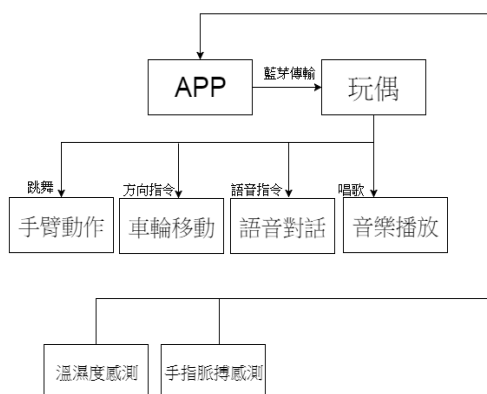 APP
藍芽傳輸
玩偶
跳舞
方向指令
語音指令
唱歌
手臂動作
車輪移動
語音對話
音樂播放
溫濕度感測
手指脈搏感測